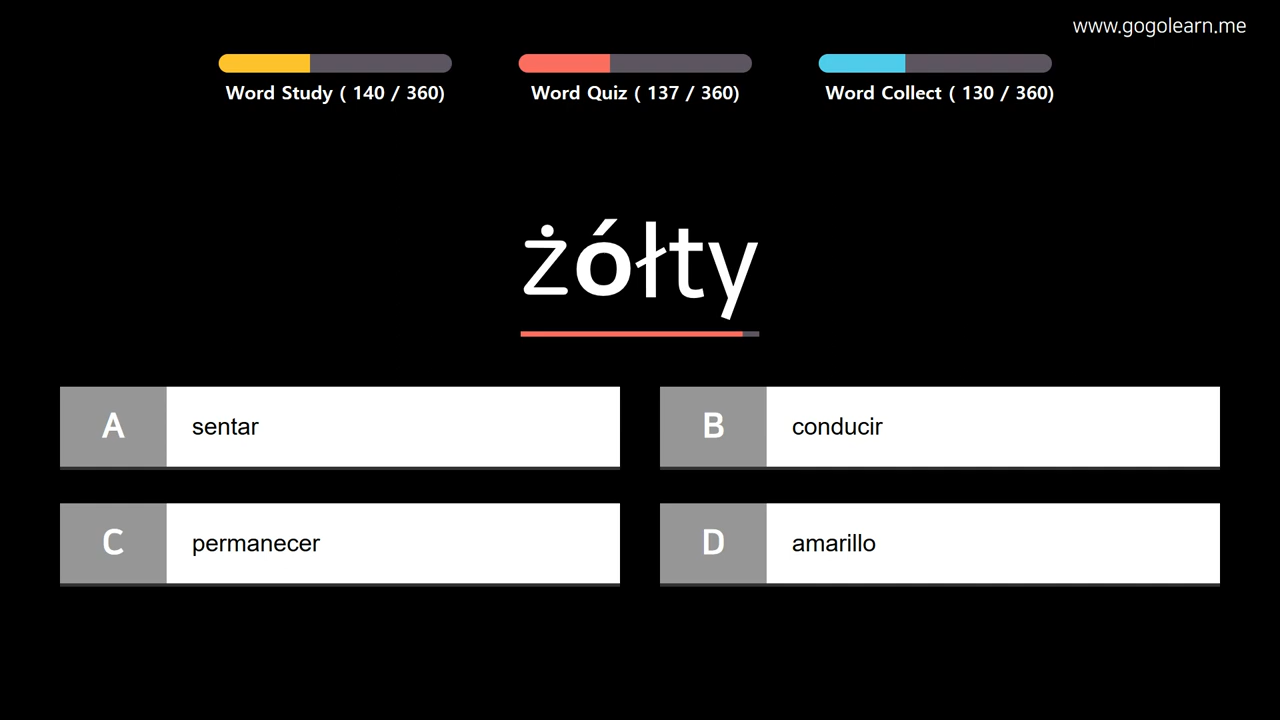 www.gogolearn.me
Word Study ( 140 / 360)
Word Quiz ( 137 / 360)
Word Collect ( 130 / 360)
żółty
A sentar
B conducir
C permanecer
D amarillo